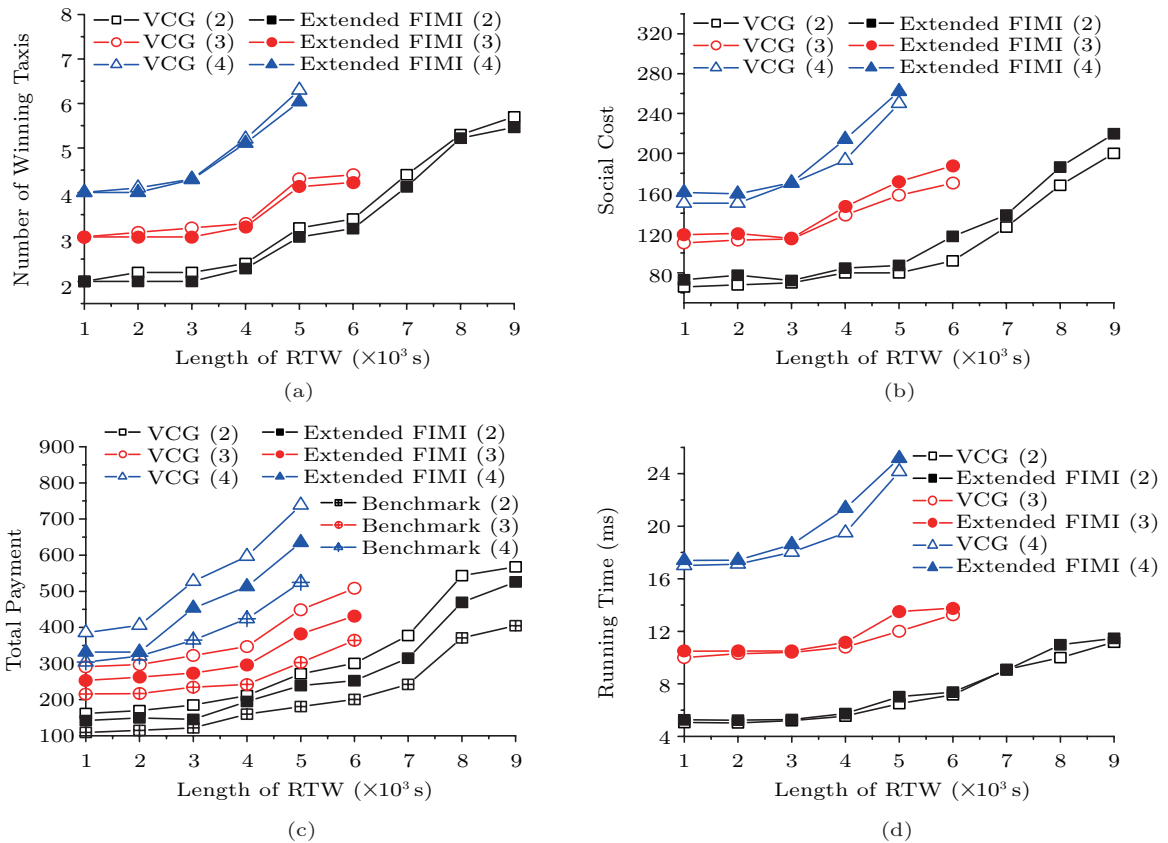 VCG (2) Extended FIMI (2)
VCG (3) Extended FIMI (3)
VCG (4) Extended FIMI (4)
Number of Winning Taxis
8
7
6
5
4
3
2
1 2 3 4 5 6 7 8 9
Length of RTW (×10³ s)
(a)
VCG (2) Extended FIMI (2)
VCG (3) Extended FIMI (3)
VCG (4) Extended FIMI (4)
Social Cost
320
280
240
200
160
120
80
1 2 3 4 5 6 7 8 9
Length of RTW (×10³ s)
(b)
VCG (2) Extended FIMI (2)
VCG (3) Extended FIMI (3)
VCG (4) Extended FIMI (4)
Benchmark (2)
Benchmark (3)
Benchmark (4)
Total Payment
900
800
700
600
500
400
300
200
100
1 2 3 4 5 6 7 8 9
Length of RTW (×10³ s)
(c)
VCG (2)
Extended FIMI (2)
VCG (3)
Extended FIMI (3)
VCG (4)
Extended FIMI (4)
Running Time (ms)
24
20
16
12
8
4
1 2 3 4 5 6 7 8 9
Length of RTW (×10³ s)
(d)